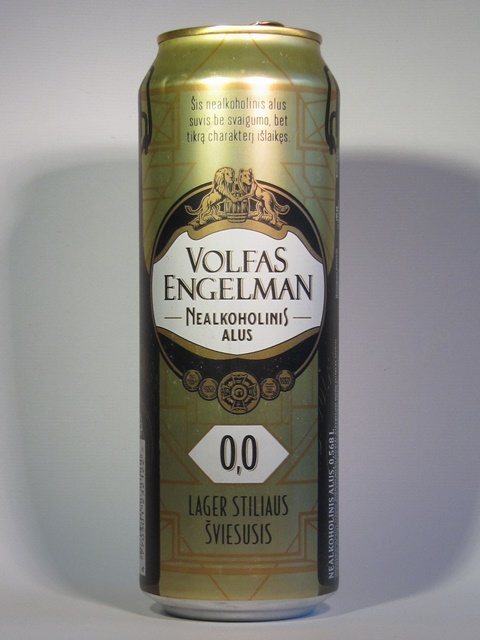 Šis nealkoholinis alus
suvis be svaigumo, bet
tikrą charakterį išlaikęs.
VOLFAS
ENGELMAN
NEALKOHOLINIS
ALUS
0,0
LAGER STILIAUS
ŠVIESUSIS
NEALKOHOLINIS ALUS, 0,568 L